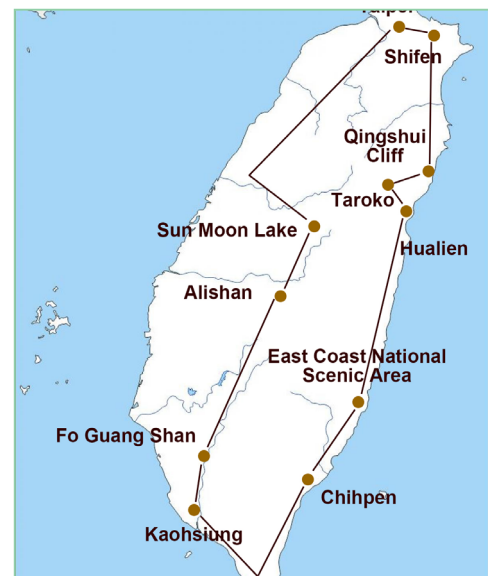 Taipei
Shifen
Qingshui
Cliff
Taroko
Sun Moon Lake
Hualien
Alishan
East Coast National
Scenic Area
Fo Guang Shan
Chihpen
Kaohsiung